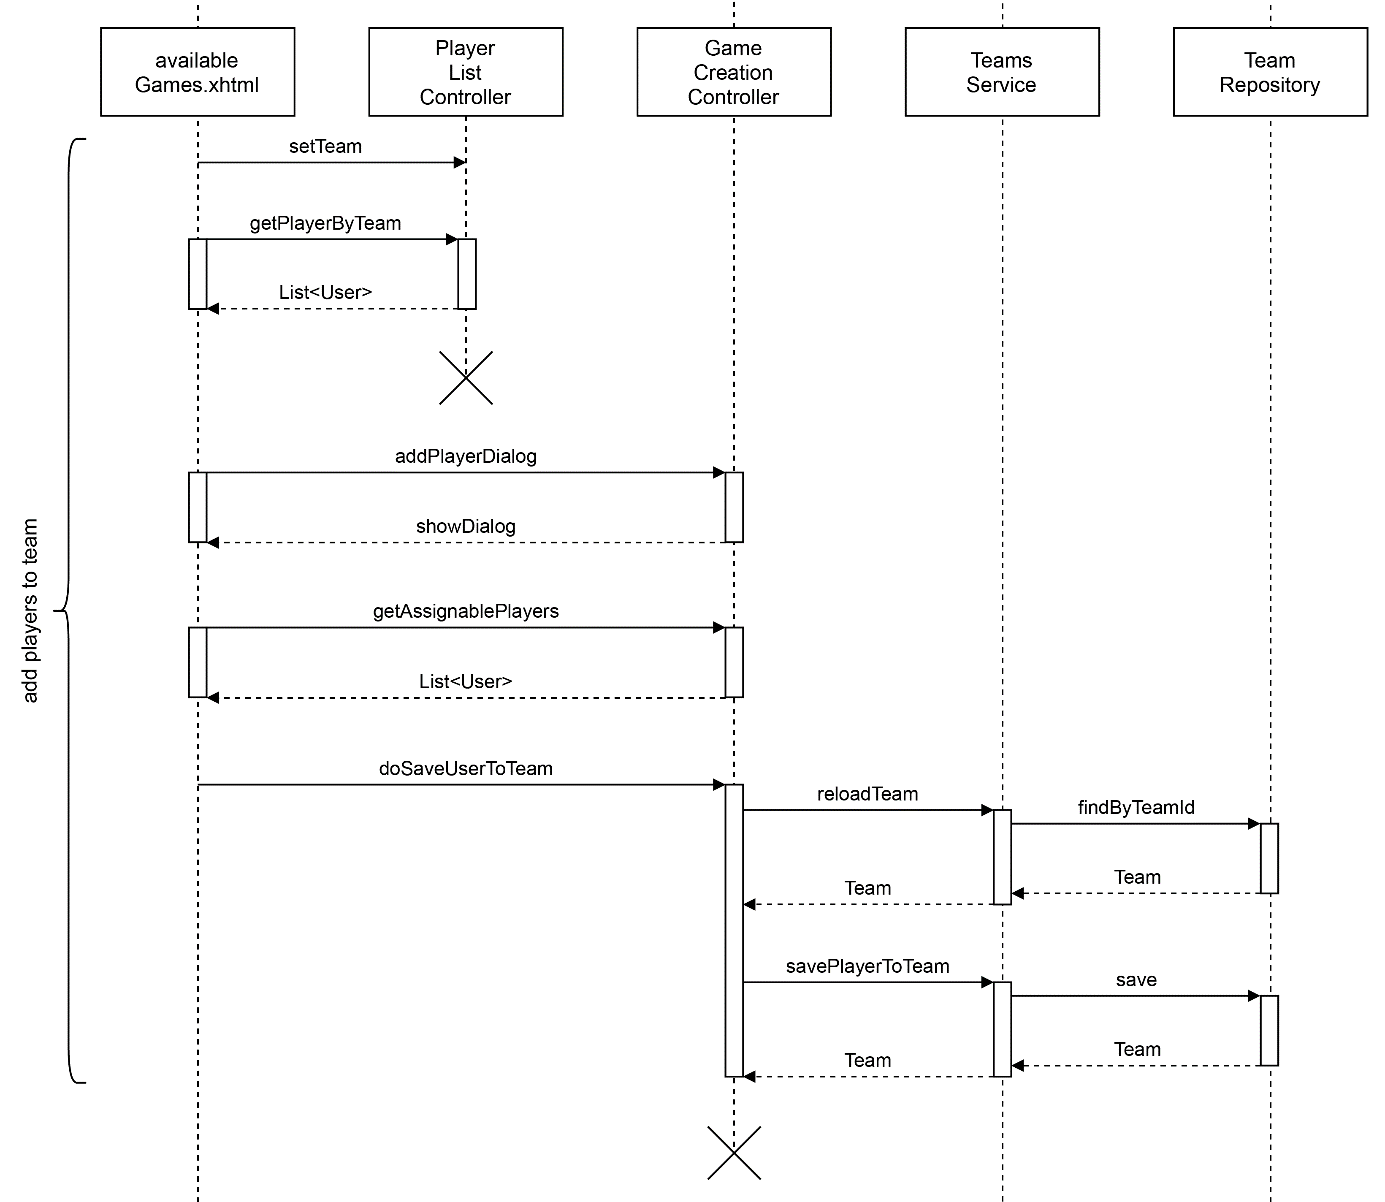 available
Games.xhtml
Player
List
Controller
Game
Creation
Controller
Teams
Service
Team
Repository
setTeam
getPlayerByTeam
List<User>
addPlayerDialog
showDialog
add players to team
getAssignablePlayers
List<User>
doSaveUserToTeam
reloadTeam
findByTeamId
Team
Team
savePlayerToTeam
save
Team
Team